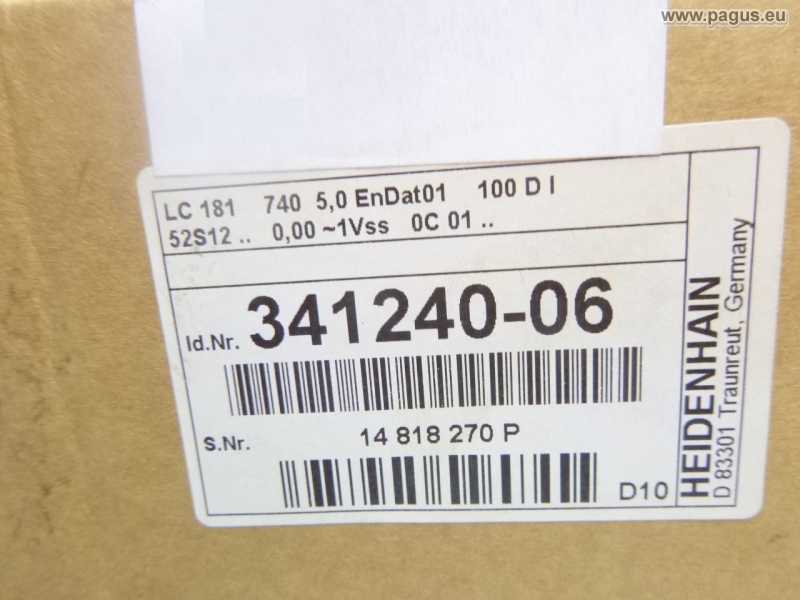 www.pagus.eu
LC 181 740 5,0 EnDat01 100 D I
52S12 .. 0,00 ~1Vss 0C 01 ..
Id.Nr. 341240-06
S.Nr. 14 818 270 P
D10
HEIDENHAIN
D 83301 Traunreut, Germany